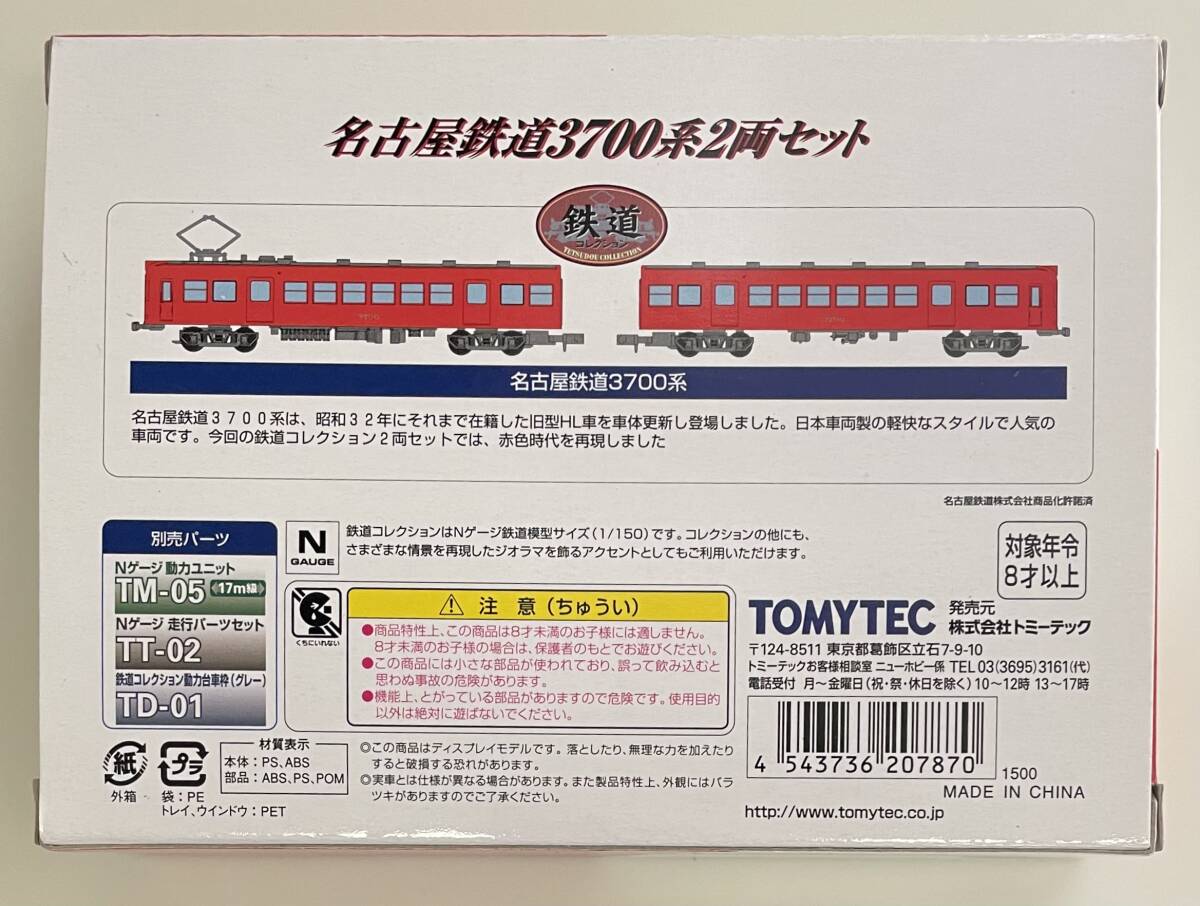 名古屋鉄道3700系2両セット
鉄道
コレクション
TETSUDOU COLLECTION
名古屋鉄道3700系
名古屋鉄道3700系は、昭和32年にそれまで在籍した旧型HL車を車体更新し登場しました。日本車両製の軽快なスタイルで人気の
車両です。今回の鉄道コレクション2両セットでは、赤色時代を再現しました
名古屋鉄道株式会社商品化許諾済
別売パーツ
Nゲージ 動力ユニット
TM-05 17m級
Nゲージ 走行パーツセット
TT-02
鉄道コレクション動力台車枠(グレー)
TD-01
N
GAUGE
鉄道コレクションはNゲージ鉄道模型サイズ(1/150)です。コレクションの他にも、
さまざまな情景を再現したジオラマを飾るアクセントとしてもご利用いただけます。
対象年令
8才以上
くちにいれない
注 意(ちゅうい)
●商品特性上、この商品は8才未満のお子様には適しません。
8才未満のお子様の場合は、保護者のもとでお遊びください。
●この商品には小さな部品が使われており、誤って飲み込むと
思わぬ事故の危険があります。
●機能上、とがっている部品がありますので危険です。使用目的
以外は絶対に遊ばないでください。
TOMYTEC 発売元
株式会社トミーテック
〒124-8511 東京都葛飾区立石7-9-10
トミーテックお客様相談室 ニューホビー係 TEL 03(3695)3161(代)
電話受付 月～金曜日(祝・祭・休日を除く) 10～12時 13～17時
紙
外箱
プラ
袋:PE
トレイ、ウインドウ:PET
材質表示
本体:PS,ABS
部品:ABS,PS,POM
◎この商品はディスプレイモデルです。落としたり、無理な力を加えたり
すると破損する恐れがあります。
◎実車とは仕様が異なる場合があります。また製品特性上、外観にはバラ
ツキがありますのでご了承ください。
4 543736 207870
1500
MADE IN CHINA
http://www.tomytec.co.jp